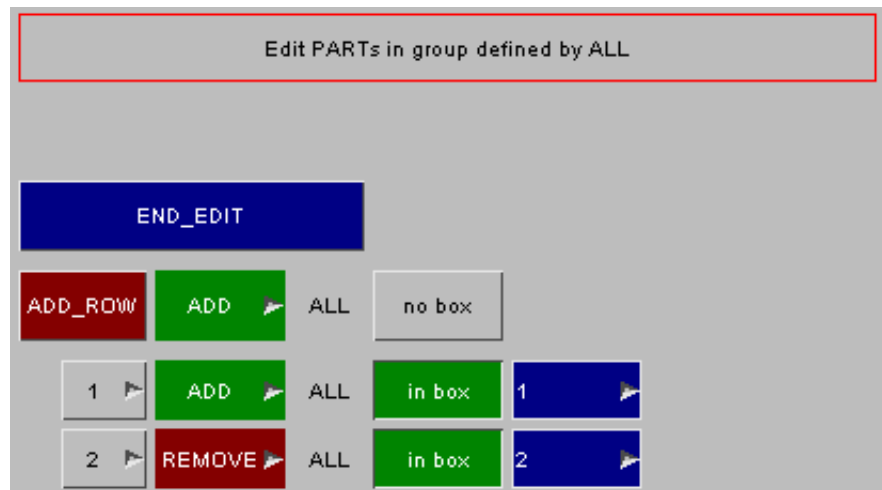 Edit PARTs in group defined by ALL
END_EDIT
ADD_ROW ADD ALL no box
1 ADD ALL in box 1
2 REMOVE ALL in box 2